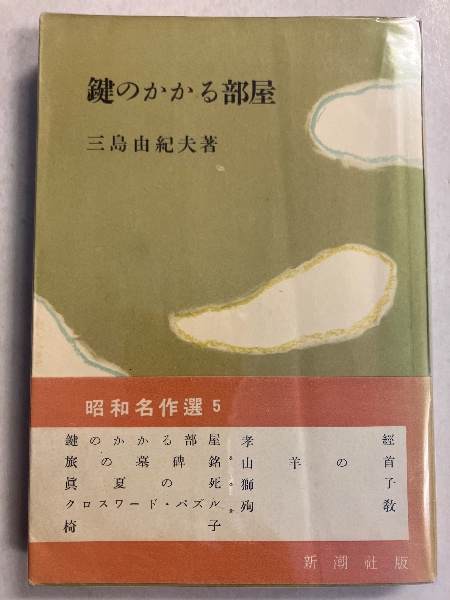 鍵のかかる部屋
三島由紀夫著
昭和名作選 5
鍵のかかる部屋 孝經
旅の墓碑銘 山羊の首
眞夏の死 獅子
クロスワード・パズル 殉教
椅子
新潮社版